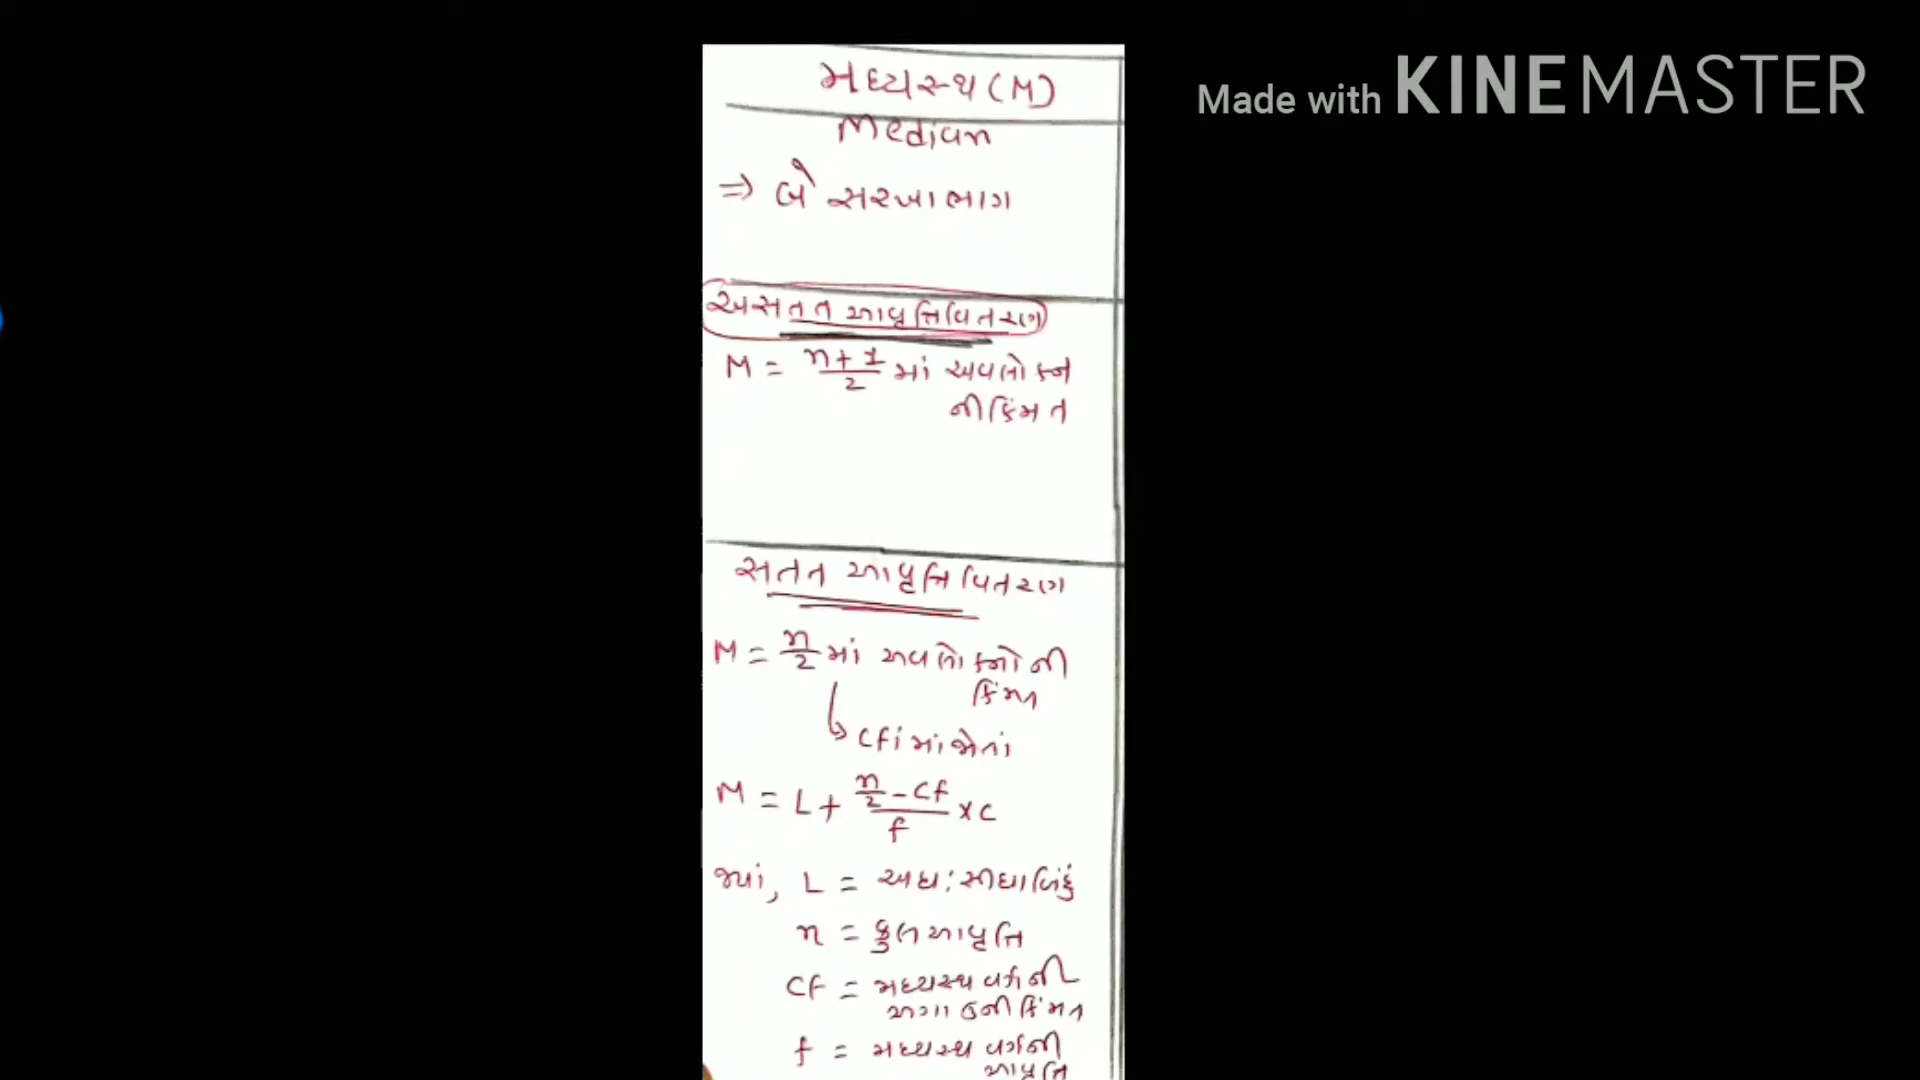 Made with KINEMASTER
મધ્યસ્થ (M)
Median
⇒ બે સરખા ભાગ
અસતત આવૃત્તિ વિતરણ
M = n+1/2 માં અવલોકન
ની કિંમત
સતત આવૃત્તિ વિતરણ
M = n/2 માં અવલોકનો ની
કિંમત
↳ cf માં જોતાં
M = L + (n/2 - cf)/f × c
જ્યાં, L = અધ: સીમા બિંદુ
n = કુલ આવૃત્તિ
cf = મધ્યસ્થ વર્ગની
આગળની કિંમત
f = મધ્યસ્થ વર્ગની
આવૃત્તિ